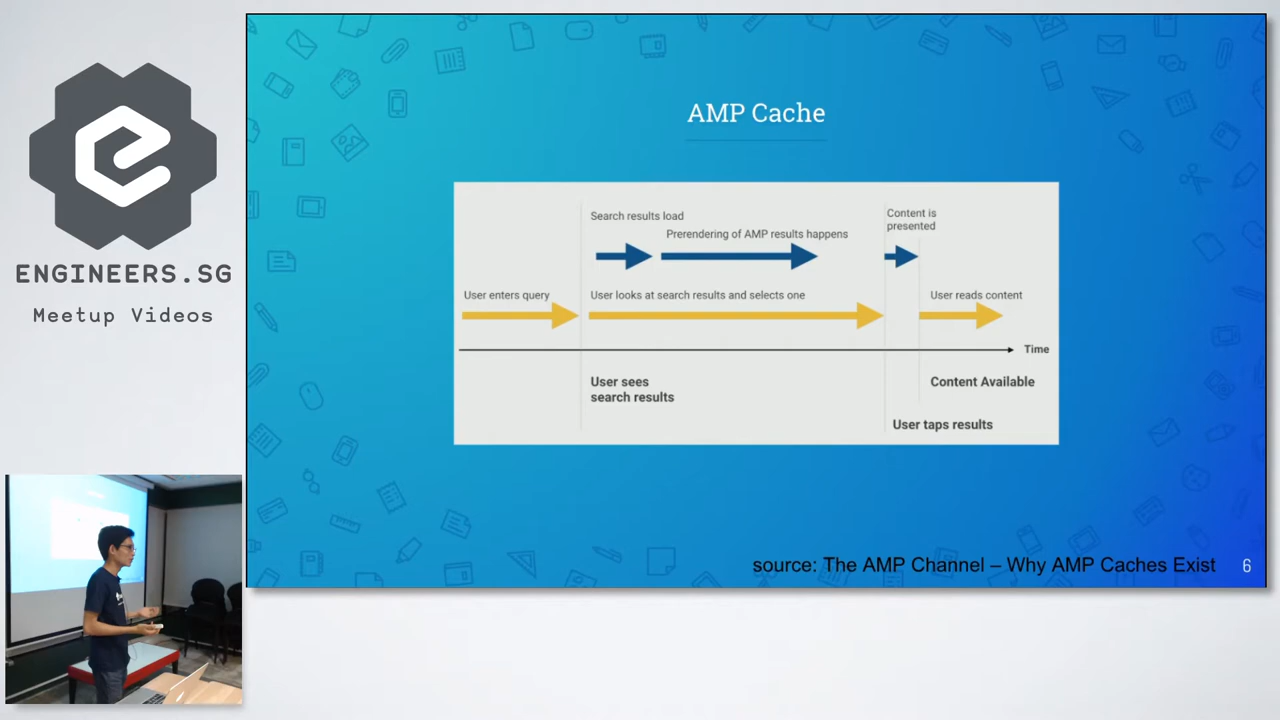 ENGINEERS.SG
Meetup Videos
AMP Cache
Search results load
Prerendering of AMP results happens
Content is
presented
User enters query
User looks at search results and selects one
User reads content
Time
User sees
search results
Content Available
User taps results
source: The AMP Channel – Why AMP Caches Exist
6